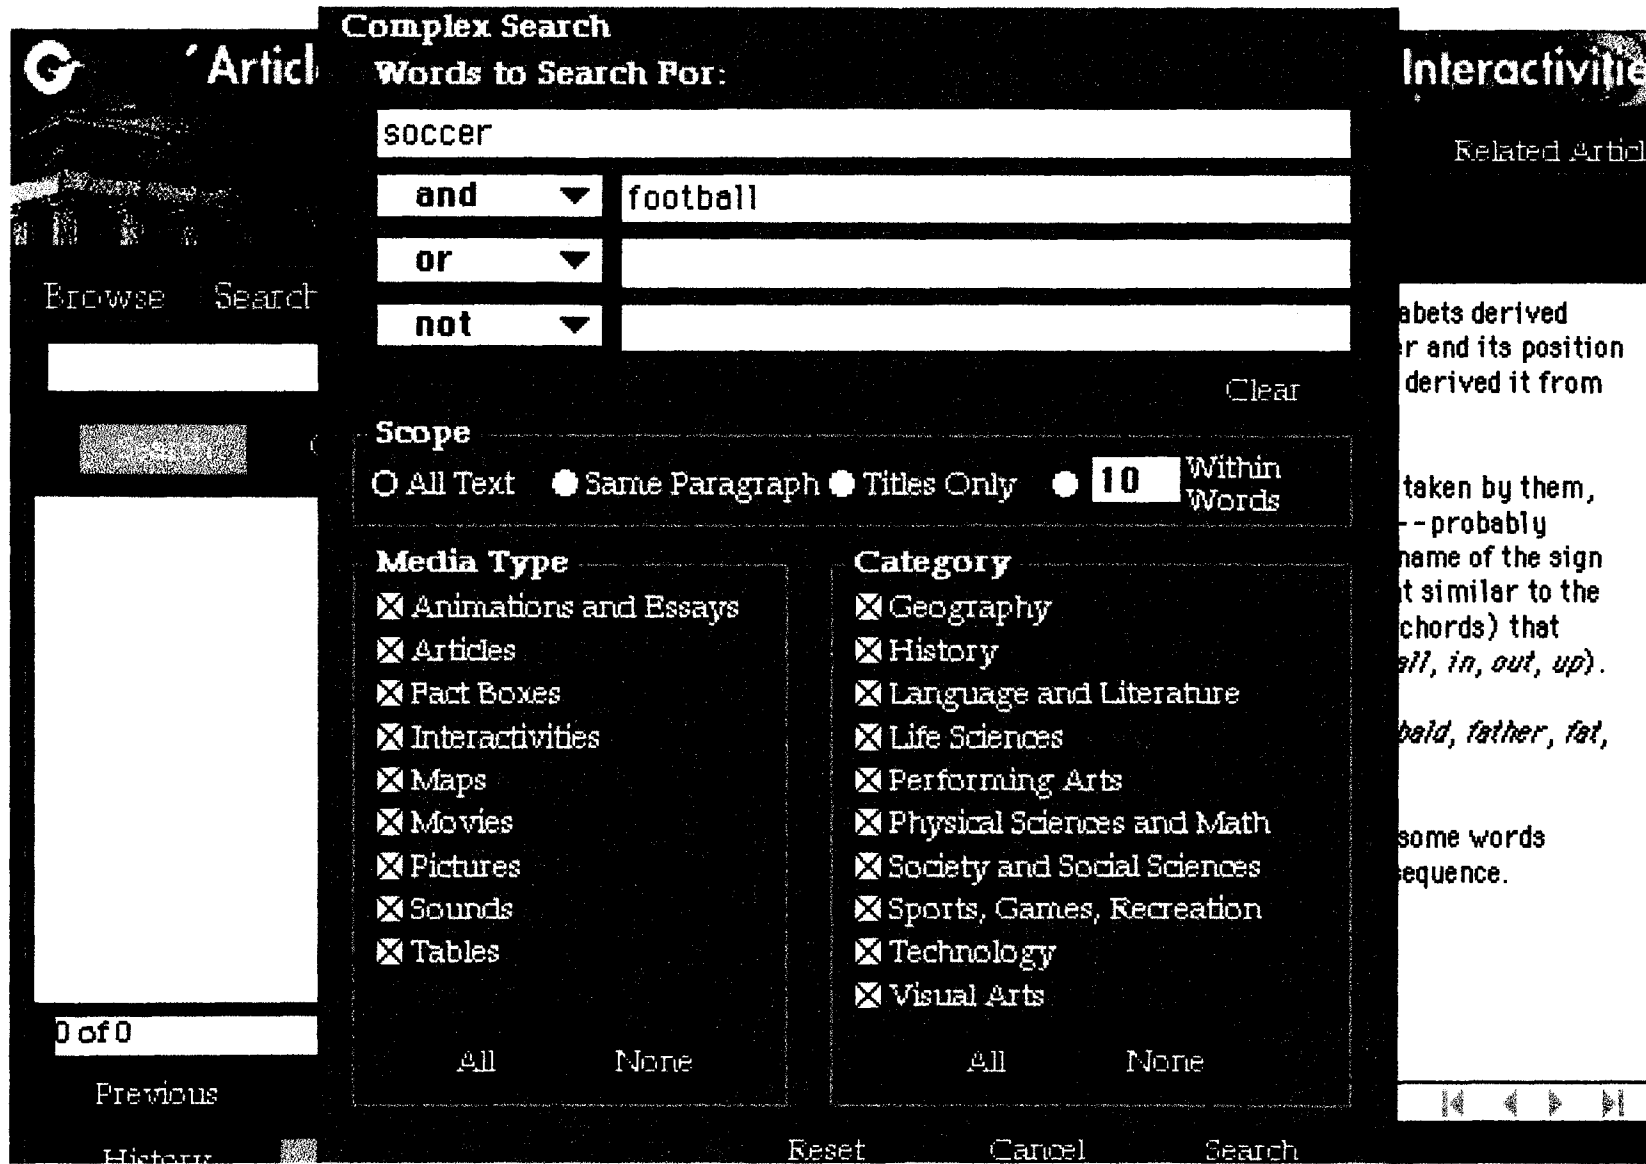 Complex Search
Words to Search For:
soccer
and football
or
not
Clear
Scope
All Text Same Paragraph Titles Only 10 Within Words
Media Type
Animations and Essays
Articles
Fact Boxes
Interactivities
Maps
Movies
Pictures
Sounds
Tables
All None
Category
Geography
History
Language and Literature
Life Sciences
Performing Arts
Physical Sciences and Math
Society and Social Sciences
Sports, Games, Recreation
Technology
Visual Arts
All None
Reset Cancel Search
G Articl
Browse Search
Search
0 of 0
Previous
History
Interactivitie
Related Articl
abets derived
r and its position
derived it from
taken by them,
--probably
name of the sign
t similar to the
chords) that
all, in, out, up).
bald, father, fat,
some words
sequence.